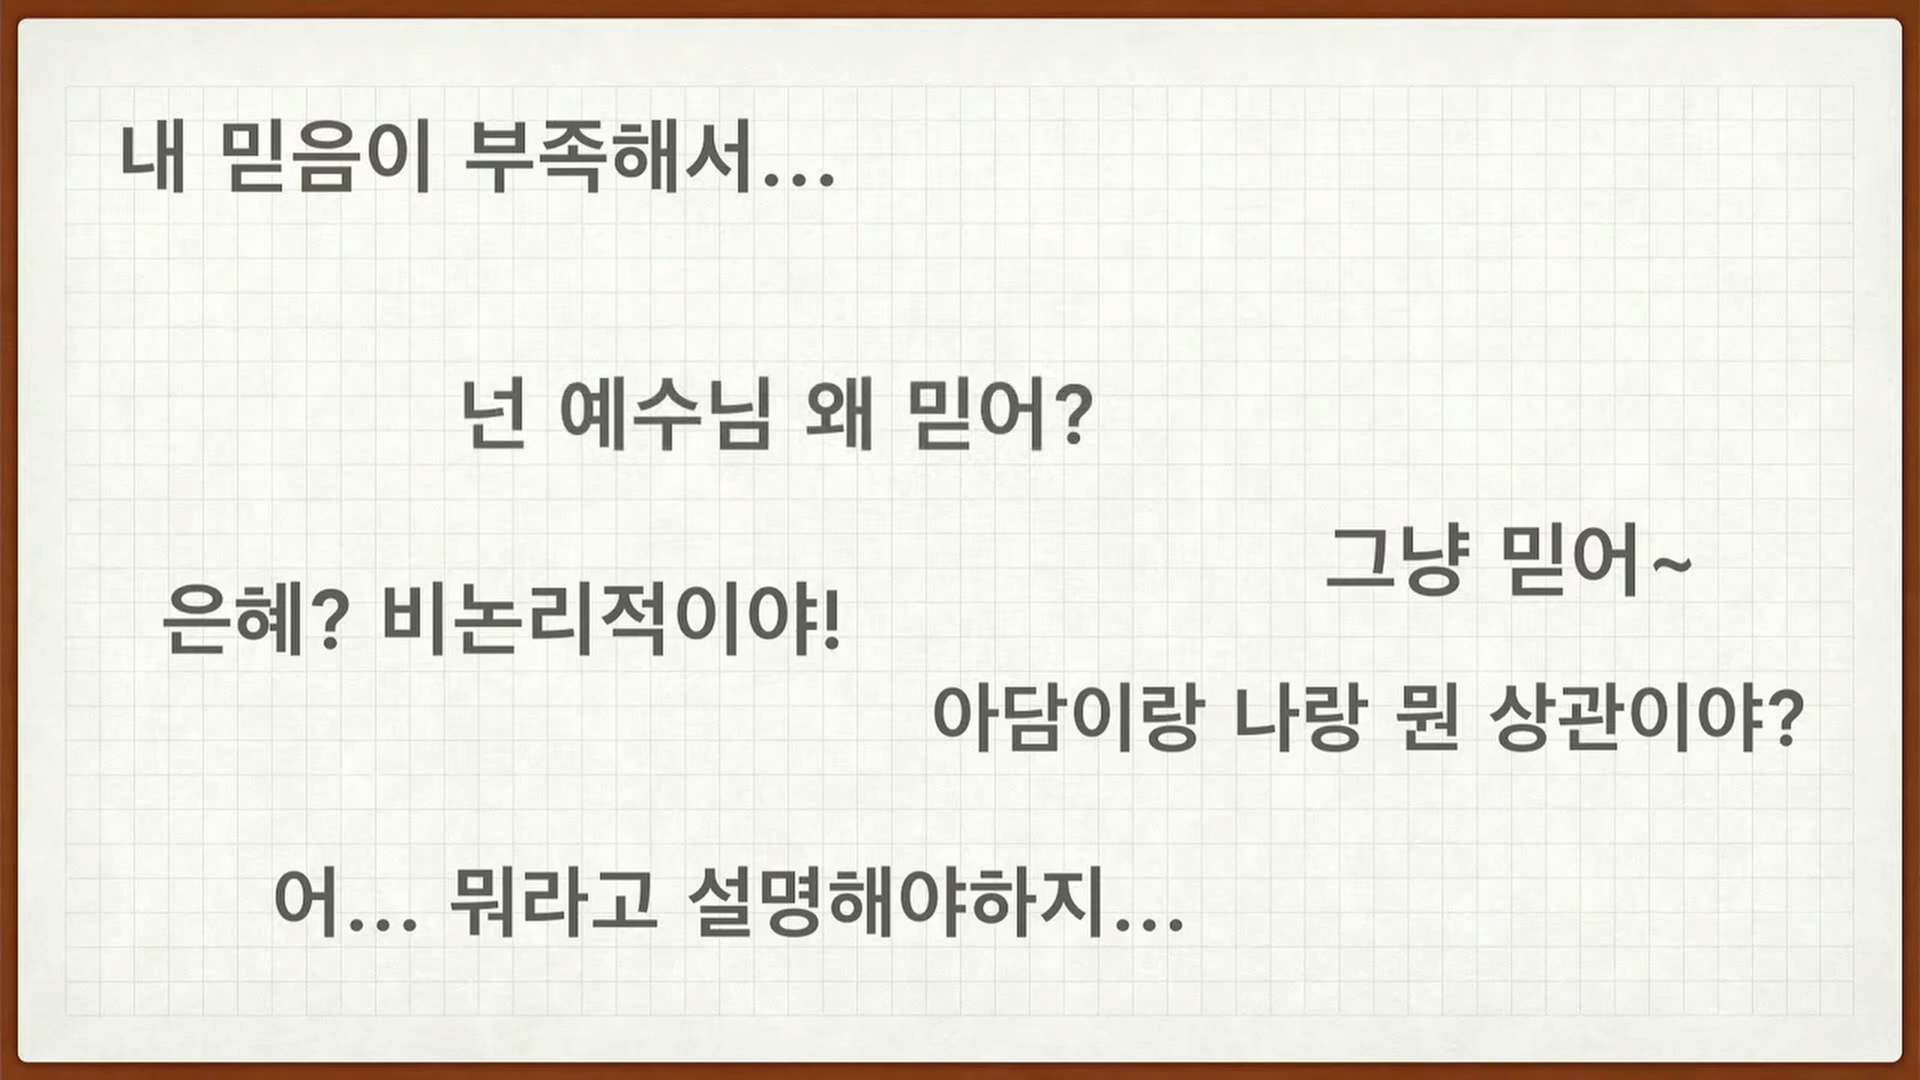 내 믿음이 부족해서...
넌 예수님 왜 믿어?
그냥 믿어~
은혜? 비논리적이야!
아담이랑 나랑 뭔 상관이야?
어... 뭐라고 설명해야하지...